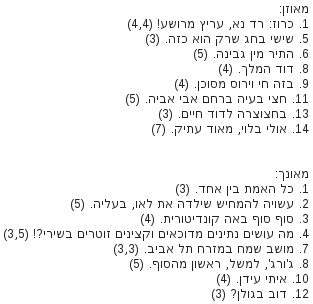 מאוזן:
1. כרוז: רד נא, עריץ מרושע! (4,4)
5. שישי בחג שרק הוא כזה. (3)
6. התיר מין גבינה. (5)
8. דוד המלך. (4)
9. בזה חי וירוס מסוכן. (4)
11. חצי בעיה ברחם אבי אביה. (5)
13. בחצוצרה לדוד חיים. (3)
14. אולי בלוי, מאוד עתיק. (7)
מאונך:
1. כל האמת בין אחד. (3)
2. עשויה להמחיש שילדה את לאו, בעליה. (5)
3. סוף סוף באה קונדיטורית. (4)
4. מה עושים נתינים מדוכאים וקצינים זוטרים בשירי?! (3,5)
7. מושב שמח במזרח תל אביב. (3,3)
8. ג'ורג', למשל, ראשון מהסוף. (5)
10. איתי עידן. (4)
12. דוב בגולן? (3)